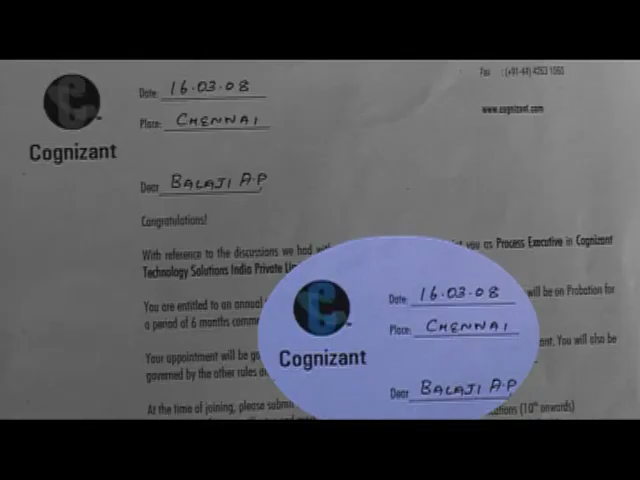 Fax : (+91-44) 4263 1060
Date: 16.03.08
www.cognizant.com
Place: CHENNAI
Cognizant
Dear BALAJI A.P,
Congratulations!
With reference to the discussions we had with you as Process Executive in Cognizant
Technology Solutions India Private
You are entitled to an annual will be on Probation for
a period of 6 months
Your appointment will be You will also be
governed by the other rules
At the time of joining, please submit (10th onwards)
Date: 16.03.08
Place: CHENNAI
Cognizant
Dear BALAJI A.P,